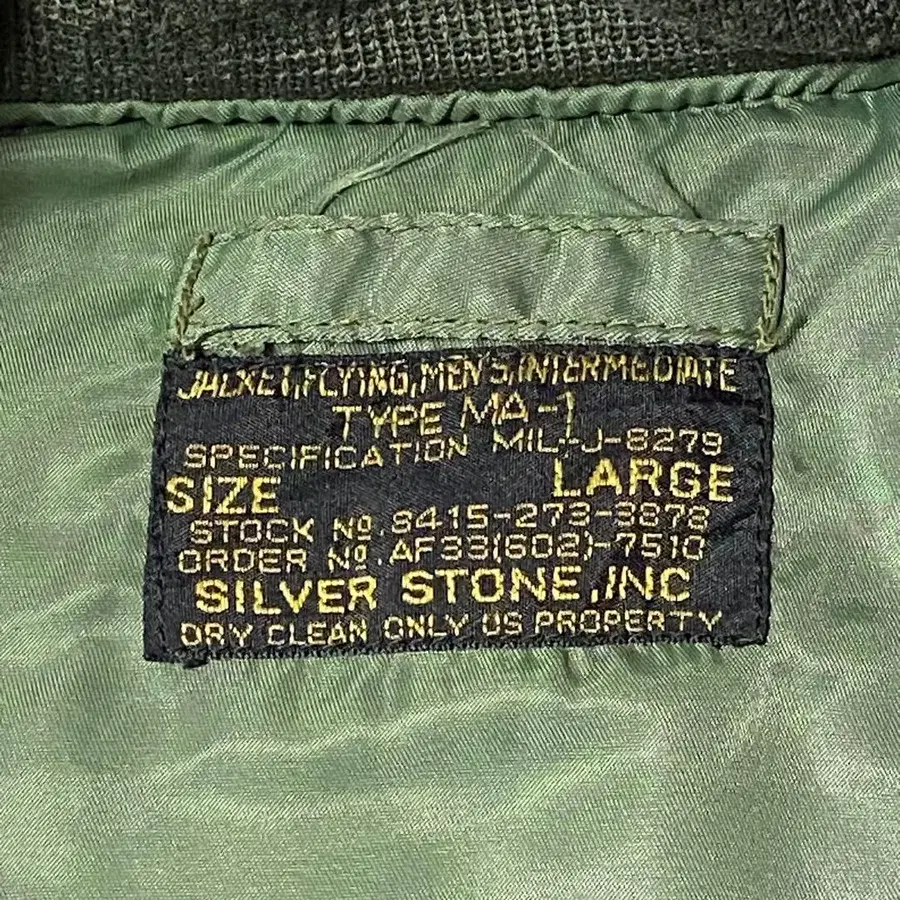 JACKET,FLYING,MEN'S,INTERMEDIATE
TYPE MA-1
SPECIFICATION MIL-J-8279
SIZE LARGE
STOCK No. 8415-273-3878
ORDER No. AF33(602)-7510
SILVER STONE,INC
DRY CLEAN ONLY US PROPERTY